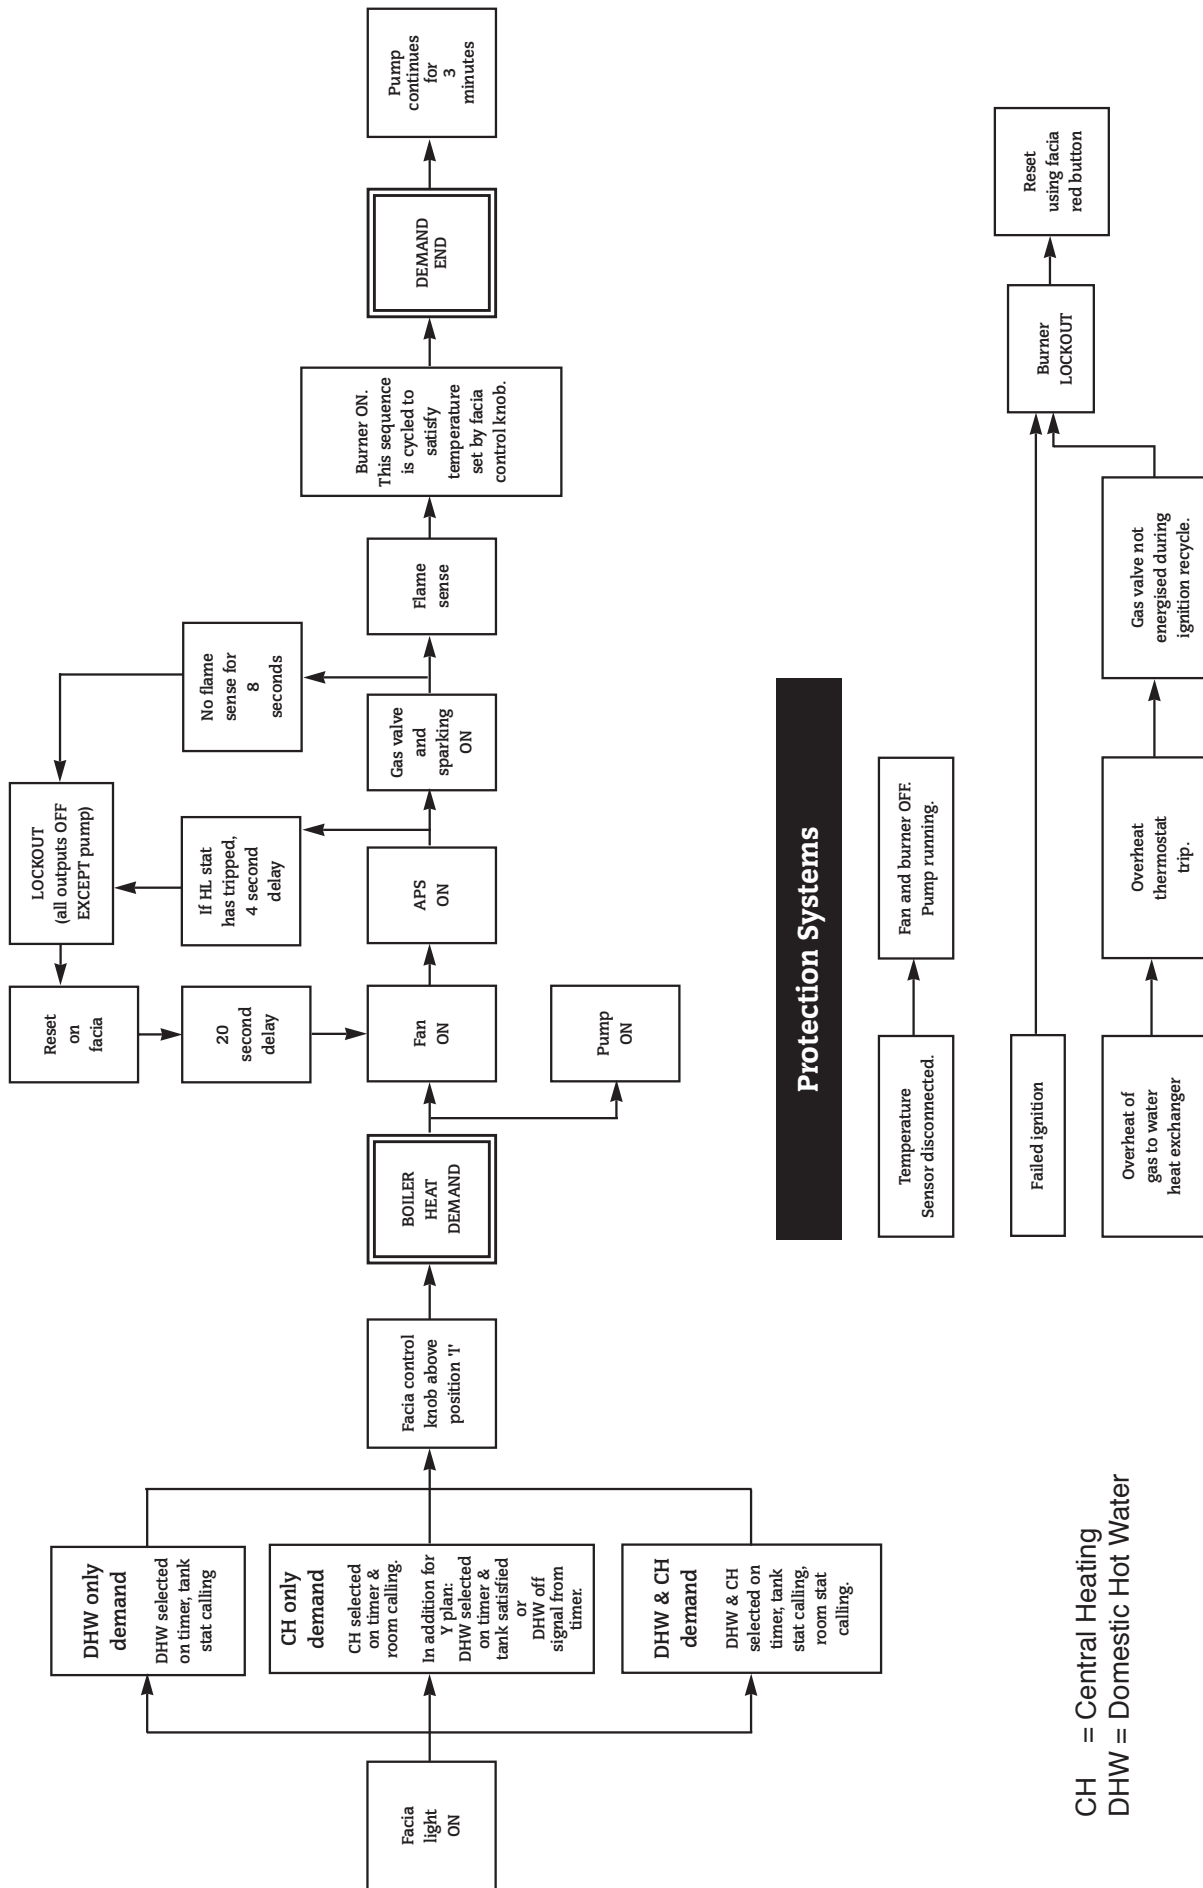 Facia
light
ON
DHW only
demand
DHW selected
on timer, tank
stat calling
CH only
demand
CH selected
on timer &
room calling.
In addition for
Y plan:
DHW selected
on timer &
tank satisfied
or
DHW off
signal from
timer.
DHW & CH
demand
DHW & CH
selected on
timer, tank
stat calling,
room stat
calling.
Facia control
knob above
position 'I'
BOILER
HEAT
DEMAND
Fan
ON
Pump
ON
Reset
on
facia
20
second
delay
APS
ON
LOCKOUT
(all outputs OFF
EXCEPT pump)
If HL stat
has tripped,
4 second
delay
Gas valve
and
sparking
ON
No flame
sense for
8
seconds
Flame
sense
Burner ON.
This sequence
is cycled to
satisfy
temperature
set by facia
control knob.
DEMAND
END
Pump
continues
for
3
minutes
Protection Systems
Temperature
Sensor disconnected.
Fan and burner OFF.
Pump running.
Failed ignition
Overheat of
gas to water
heat exchanger
Overheat
thermostat
trip.
Gas valve not
energised during
ignition recycle.
Burner
LOCKOUT
Reset
using facia
red button
CH = Central Heating
DHW = Domestic Hot Water